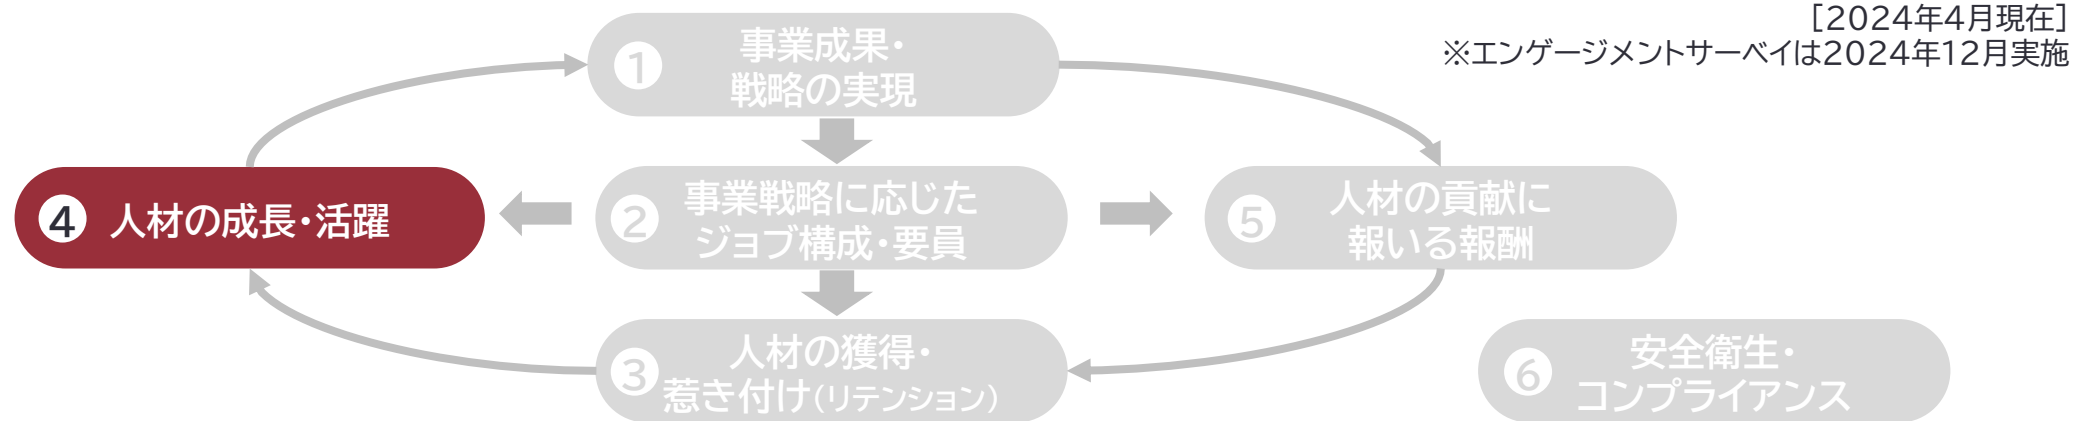 [2024年4月現在]
※エンゲージメントサーベイは2024年12月実施
1 事業成果・
戦略の実現
4 人材の成長・活躍
2 事業戦略に応じた
ジョブ構成・要員
5 人材の貢献に
報いる報酬
3 人材の獲得・
惹き付け(リテンション)
6 安全衛生・
コンプライアンス